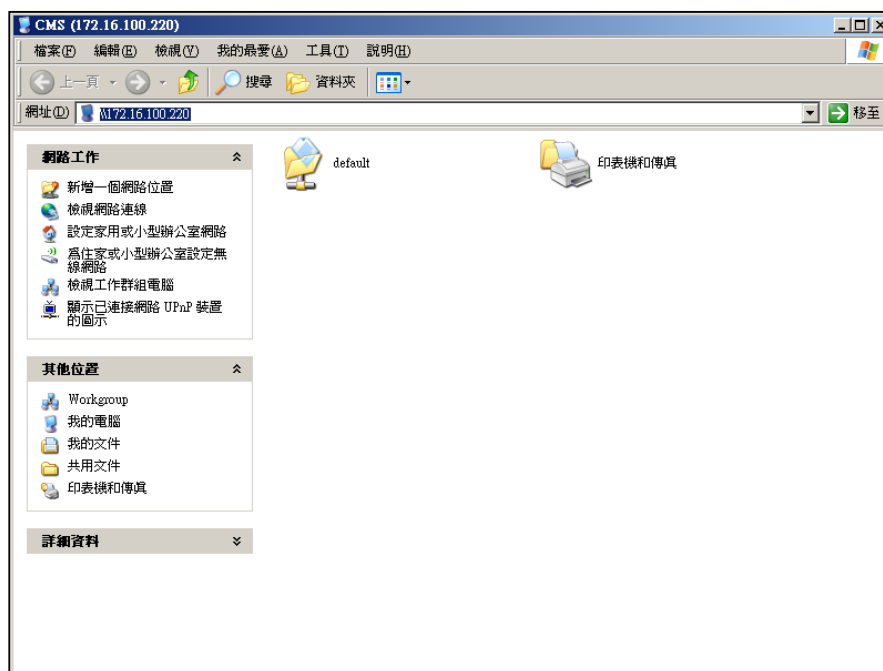 CMS (172.16.100.220)
檔案(F) 編輯(E) 檢視(V) 我的最愛(A) 工具(T) 說明(H)
上一頁 搜尋 資料夾
網址(D) \\172.16.100.220 移至
網路工作
新增一個網路位置
檢視網路連線
設定家用或小型辦公室網路
為住家或小型辦公室設定無
線網路
檢視工作群組電腦
顯示已連接網路 UPnP 裝置
的圖示
其他位置
Workgroup
我的電腦
我的文件
共用文件
印表機和傳真
詳細資料
default
印表機和傳真